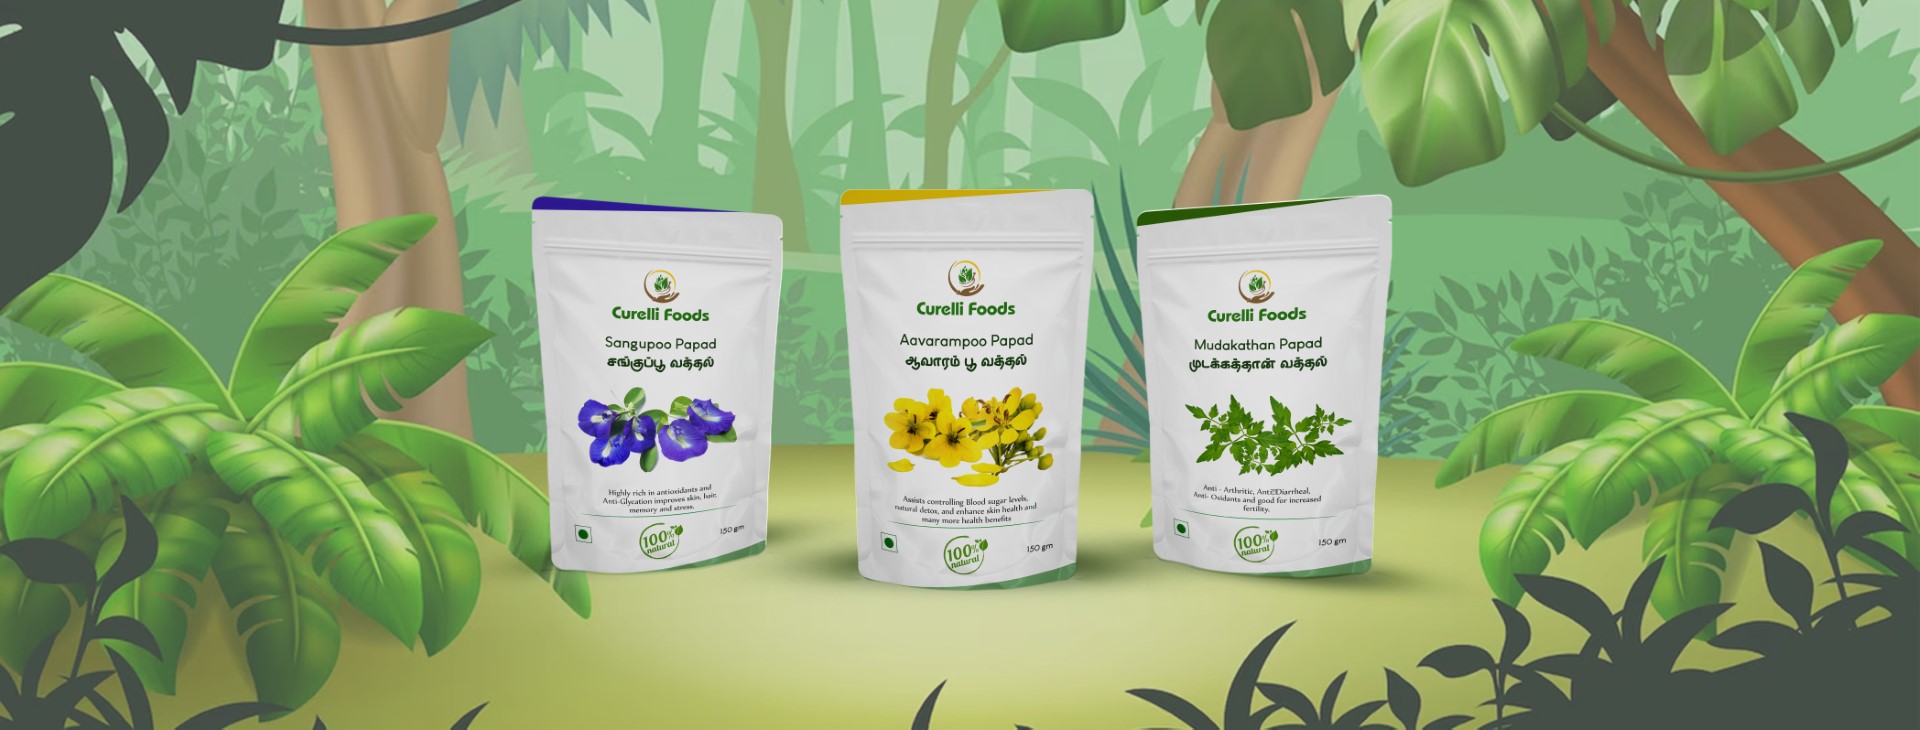 Curelli Foods
Sangupoo Papad
சங்குப்பூ வத்தல்
Highly rich in antioxidants and
Anti-Glycation improves skin, hair,
memory and stress.
100%
natural
150 gm
Curelli Foods
Aavarampoo Papad
ஆவாரம் பூ வத்தல்
Assists controlling Blood sugar levels,
natural detox, and enhance skin health and
many more health benefits
100%
natural
150 gm
Curelli Foods
Mudakathan Papad
முடக்கத்தான் வத்தல்
Anti - Arthritic, Anti⍰Diarrheal,
Anti- Oxidants and good for increased
fertility.
100%
natural
150 gm